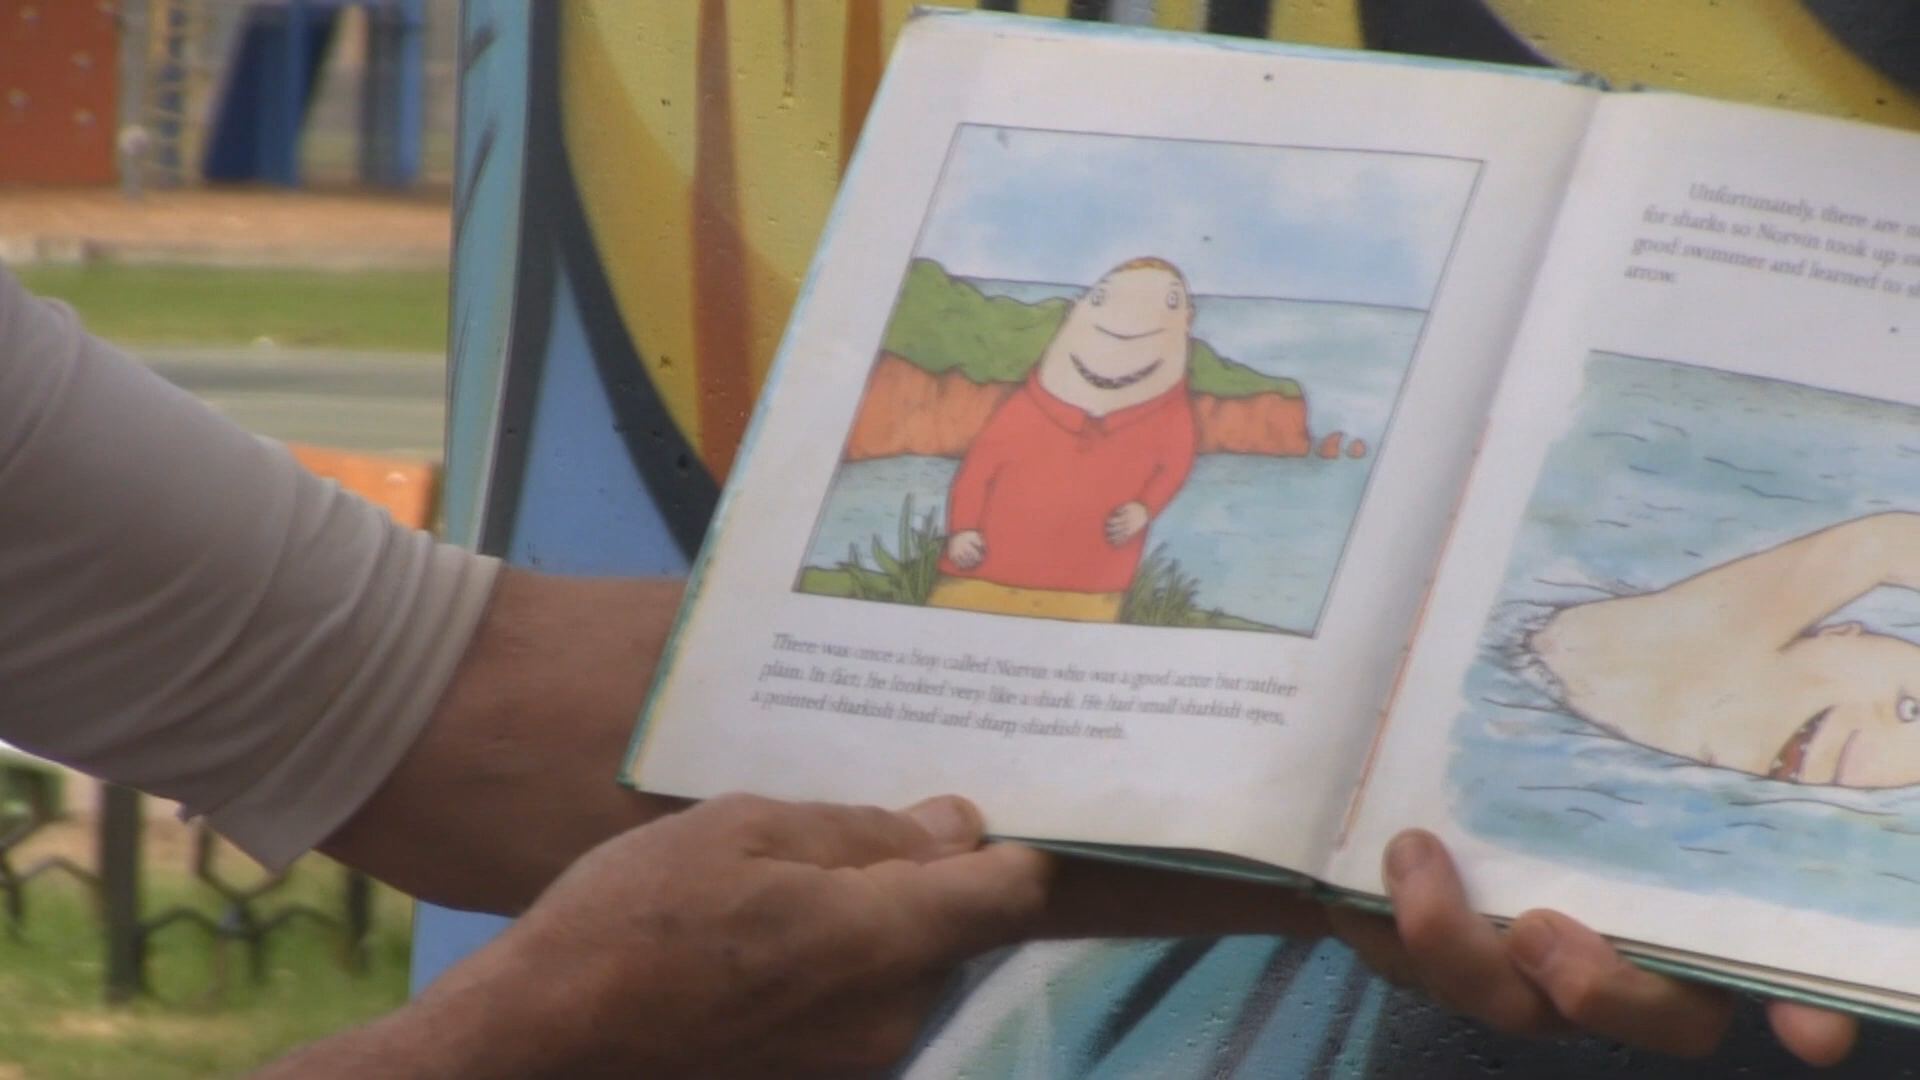 There was once a boy called Norvin who was a good actor but rather
plain. In fact, he looked very like a shark. He had small sharkish eyes,
a pointed sharkish head and sharp sharkish teeth.
Unfortunately, there are
for sharks so Norvin took up
good swimmer and learned to
arrow.